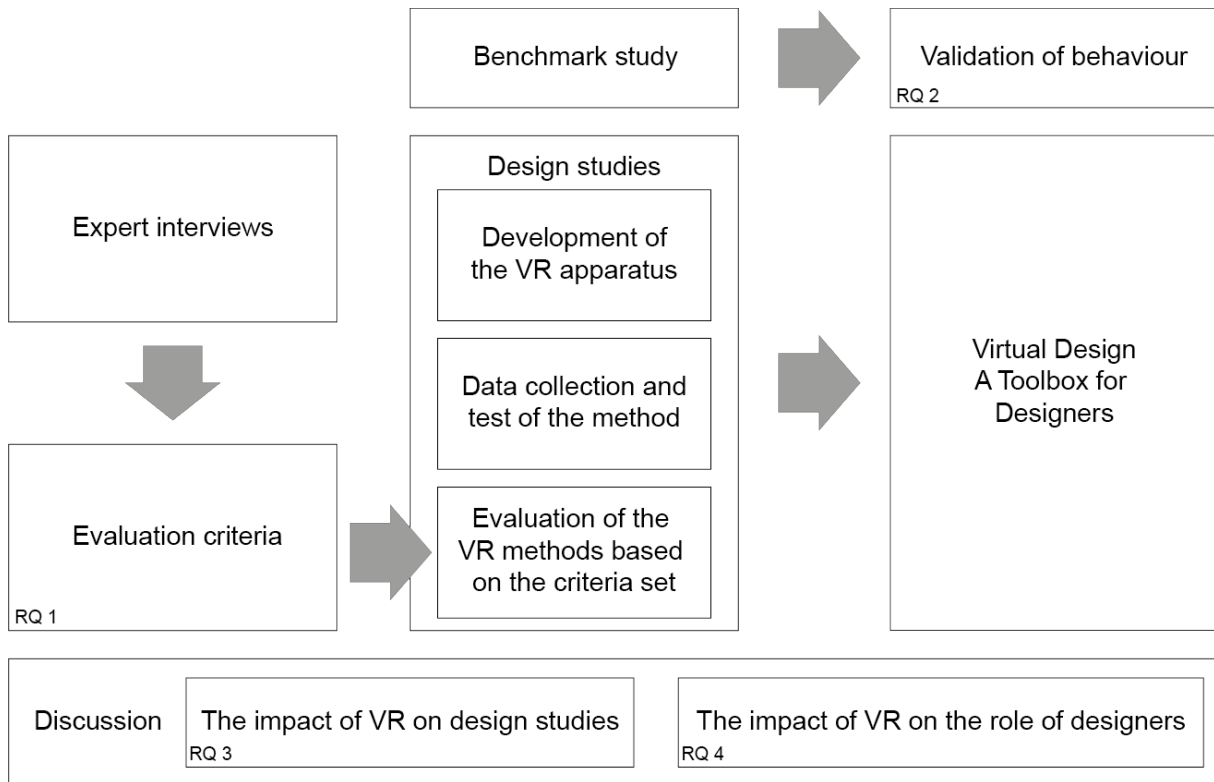 Benchmark study
Validation of behaviour
RQ 2
Expert interviews
Design studies
Development of
the VR apparatus
Data collection and
test of the method
Evaluation criteria
RQ 1
Evaluation of the
VR methods based
on the criteria set
Virtual Design
A Toolbox for
Designers
Discussion
The impact of VR on design studies
RQ 3
The impact of VR on the role of designers
RQ 4